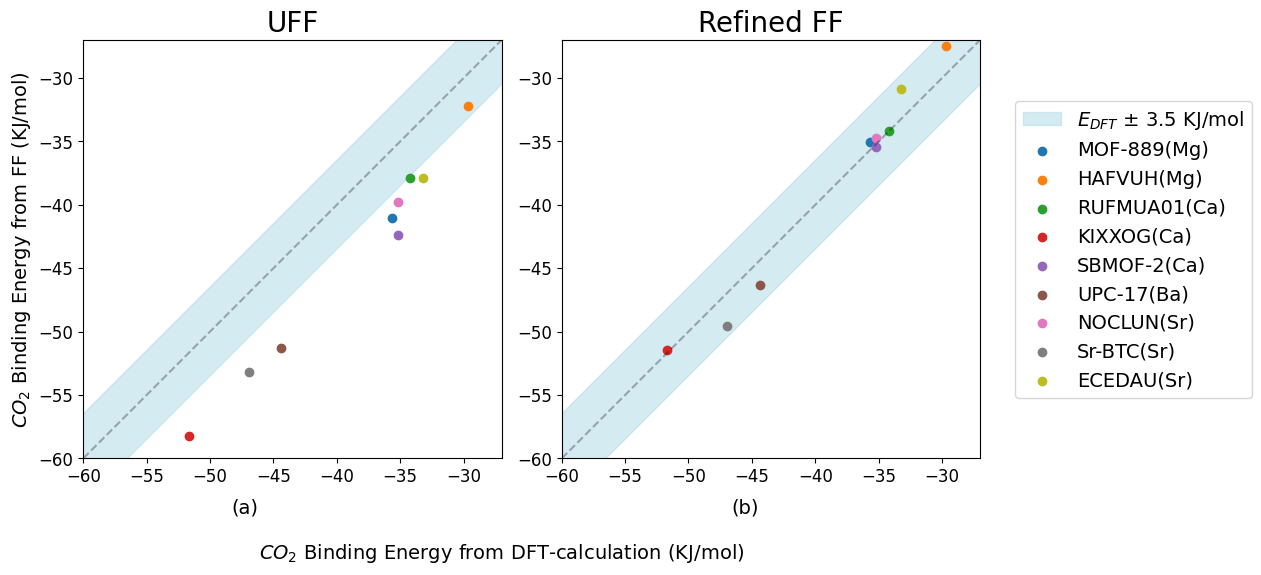 UFF
Refined FF
CO₂ Binding Energy from FF (KJ/mol)
−30
−35
−40
−45
−50
−55
−60
−60 −55 −50 −45 −40 −35 −30
(a)
−30
−35
−40
−45
−50
−55
−60
−60 −55 −50 −45 −40 −35 −30
(b)
CO₂ Binding Energy from DFT-calculation (KJ/mol)
E_DFT ± 3.5 KJ/mol
MOF-889(Mg)
HAFVUH(Mg)
RUFMUA01(Ca)
KIXXOG(Ca)
SBMOF-2(Ca)
UPC-17(Ba)
NOCLUN(Sr)
Sr-BTC(Sr)
ECEDAU(Sr)